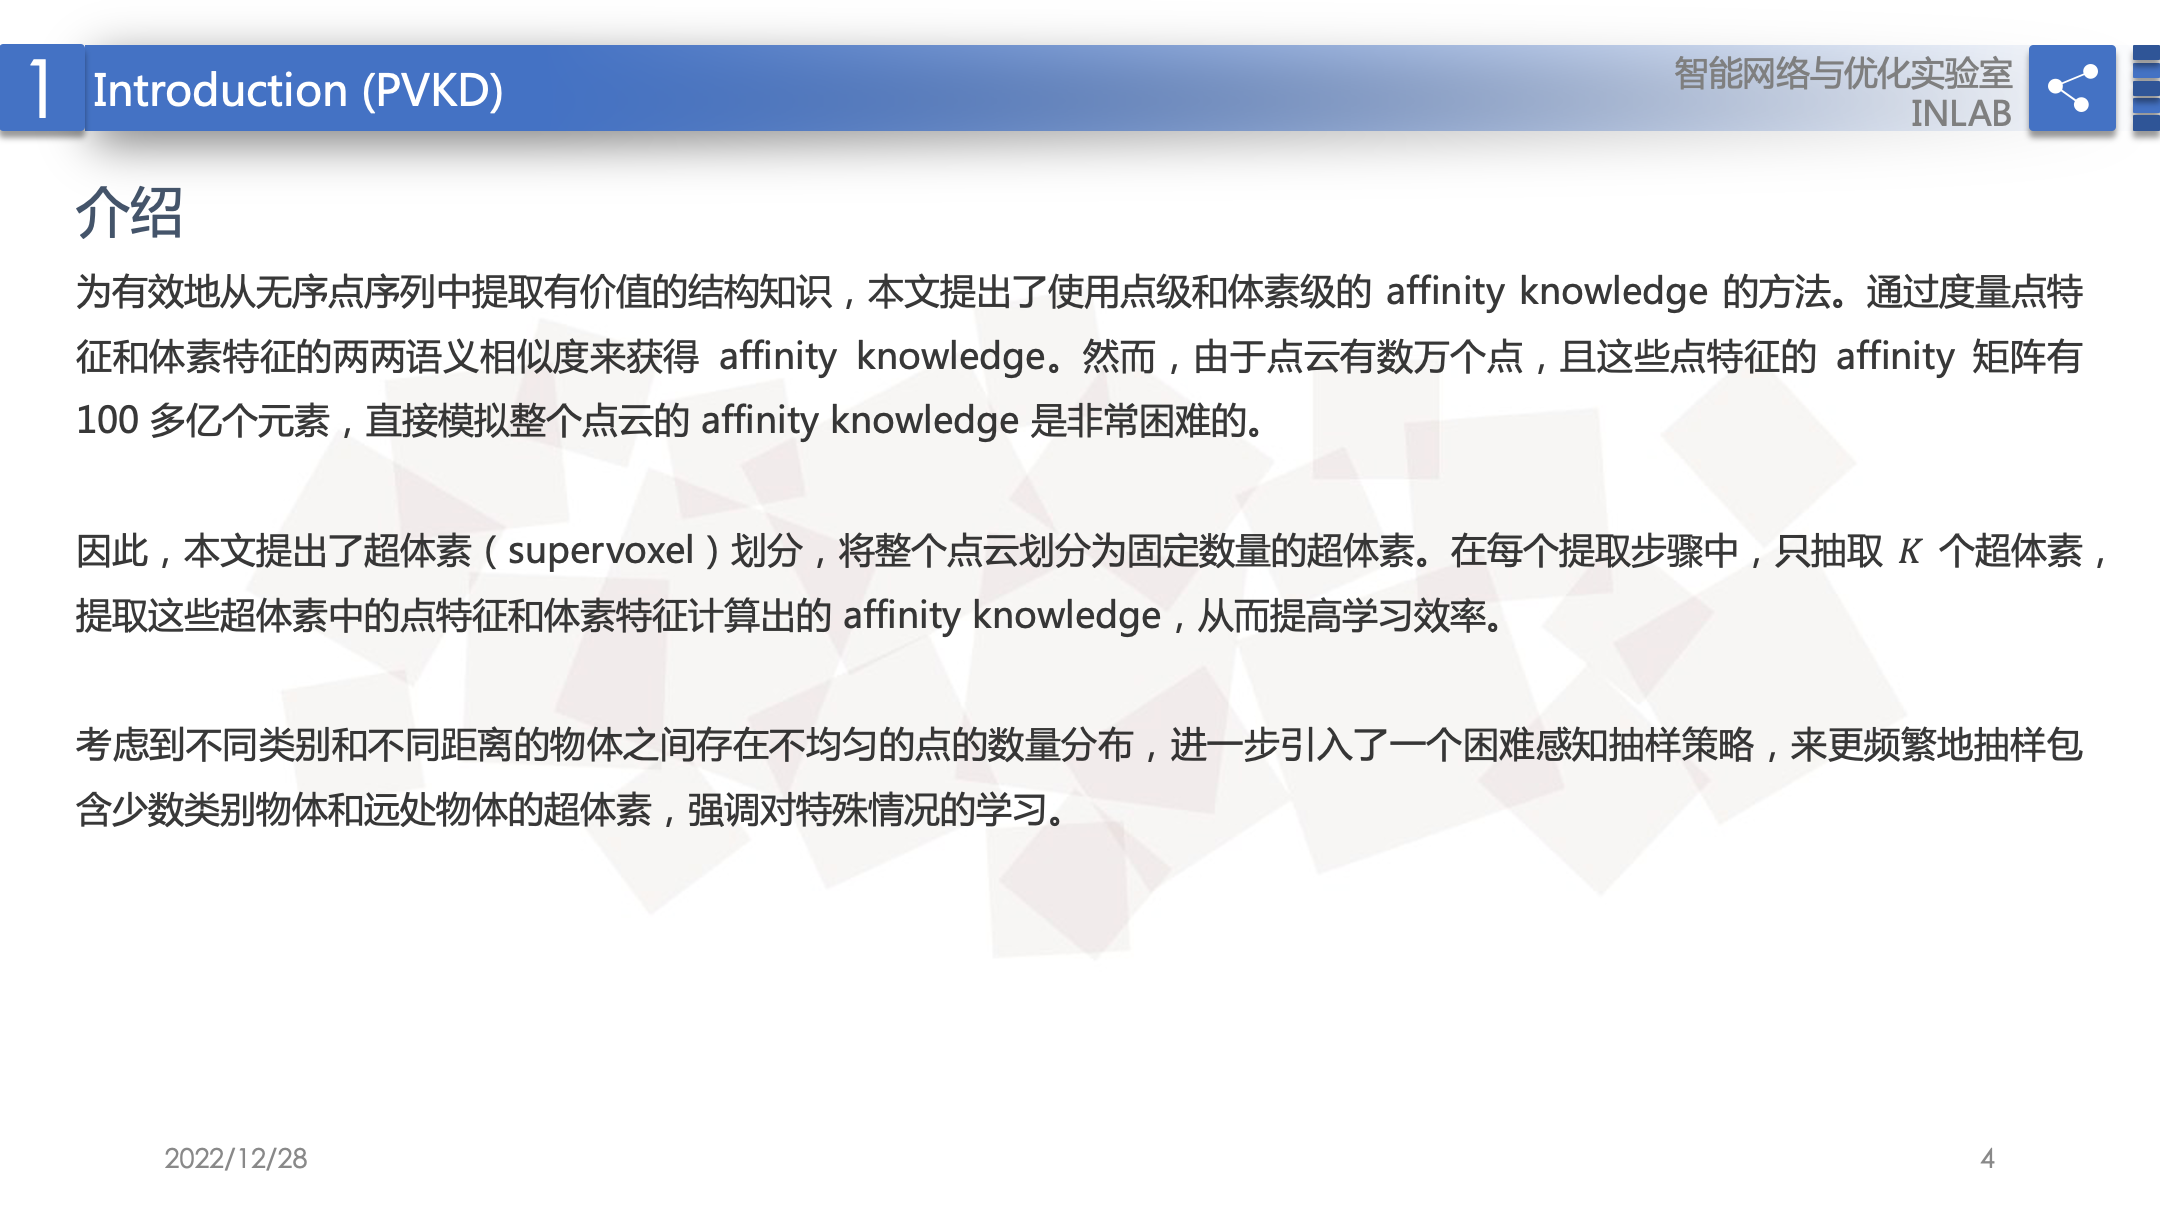 1
Introduction (PVKD)
智能网络与优化实验室
INLAB
介绍
为有效地从无序点序列中提取有价值的结构知识，本文提出了使用点级和体素级的 affinity knowledge 的方法。通过度量点特
征和体素特征的两两语义相似度来获得 affinity knowledge。然而，由于点云有数万个点，且这些点特征的 affinity 矩阵有
100 多亿个元素，直接模拟整个点云的 affinity knowledge 是非常困难的。
因此，本文提出了超体素（supervoxel）划分，将整个点云划分为固定数量的超体素。在每个提取步骤中，只抽取 K 个超体素，
提取这些超体素中的点特征和体素特征计算出的 affinity knowledge，从而提高学习效率。
考虑到不同类别和不同距离的物体之间存在不均匀的点的数量分布，进一步引入了一个困难感知抽样策略，来更频繁地抽样包
含少数类别物体和远处物体的超体素，强调对特殊情况的学习。
2022/12/28
4